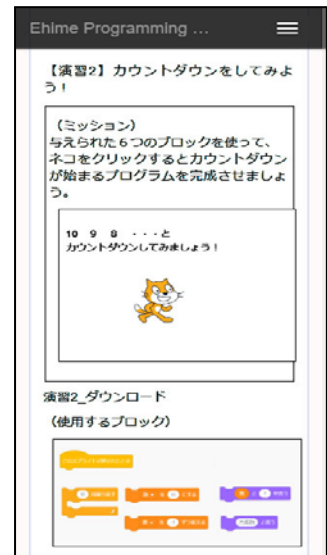 Ehime Programming ...
【演習2】カウントダウンをしてみよ
う！
（ミッション）
与えられた6つのブロックを使って、
ネコをクリックするとカウントダウン
が始まるプログラムを完成させましょ
う。
10 9 8 ・・・と
カウントダウンしてみましょう！
演習2_ダウンロード
（使用するブロック）